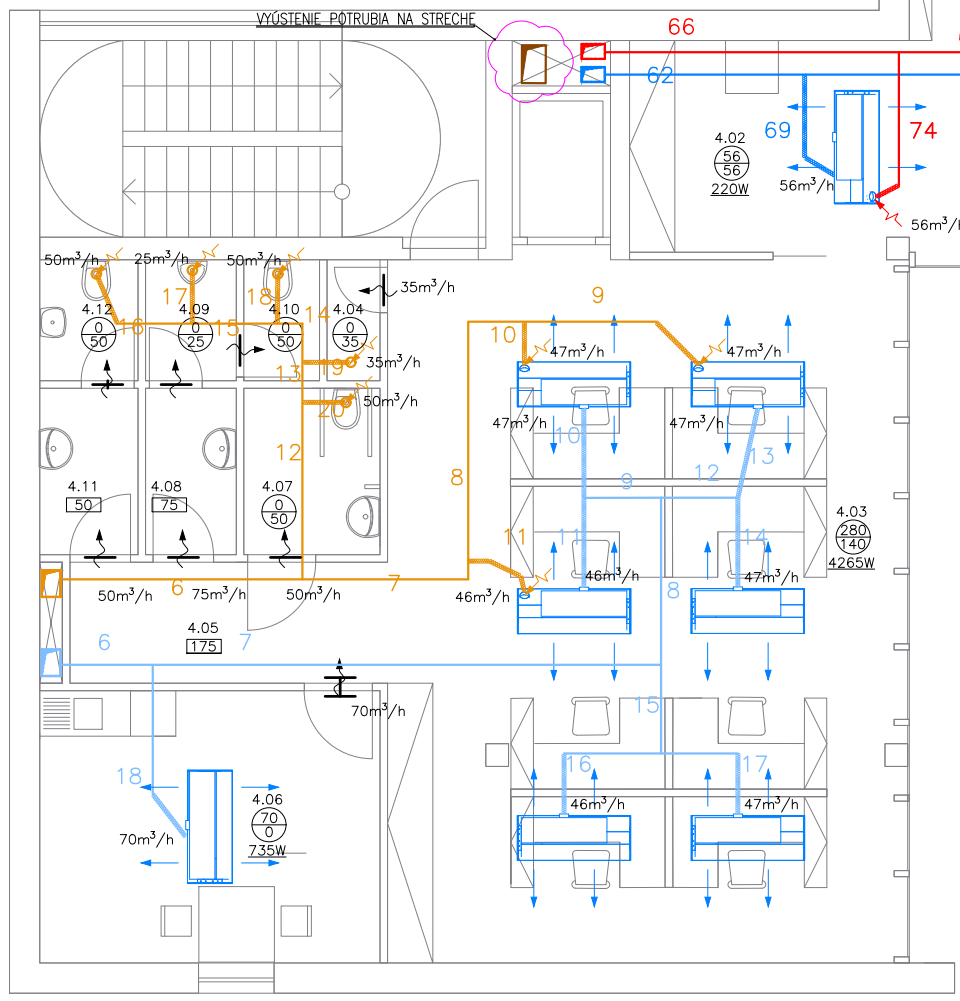 VYÚSTENIE POTRUBIA NA STRECHE
66
62
69
74
4.02
56
56
220W
56m³/h
56m³/h
50m³/h
25m³/h
50m³/h
35m³/h
17
18
14
4.12
0
50
16
4.09
0
25
15
4.10
0
50
4.04
0
35
13
19
35m³/h
20
50m³/h
9
10
47m³/h
47m³/h
47m³/h
47m³/h
12
8
10
13
9
12
4.11
50
4.08
75
4.07
0
50
11
11
14
4.03
280
140
4265W
46m³/h
47m³/h
46m³/h
8
50m³/h
6
75m³/h
50m³/h
7
4.05
175
6
7
70m³/h
15
16
17
18
46m³/h
47m³/h
4.06
70
0
735W
70m³/h